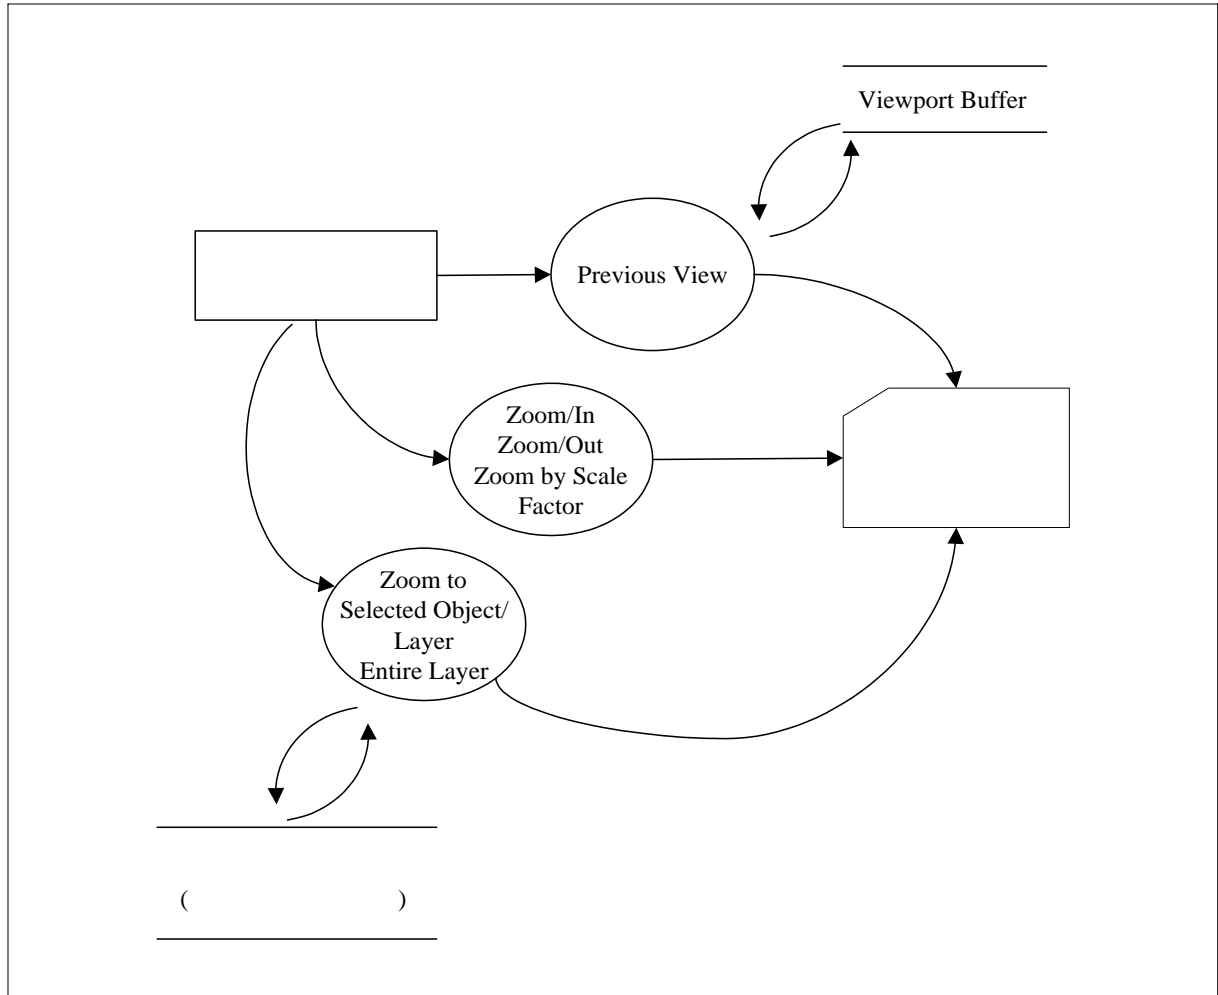 Viewport Buffer
Previous View
Zoom/In
Zoom/Out
Zoom by Scale
Factor
Zoom to
Selected Object/
Layer
Entire Layer
( )